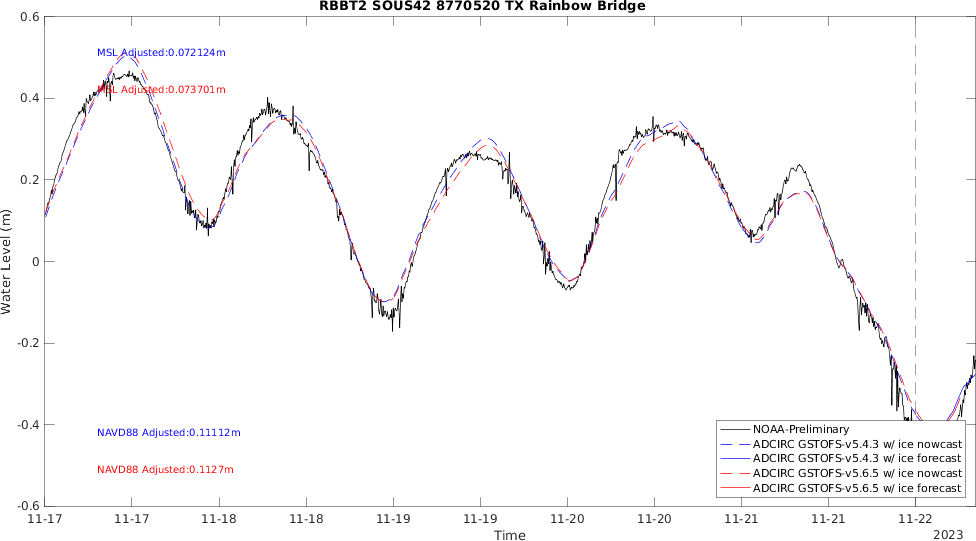 RBBT2 SOUS42 8770520 TX Rainbow Bridge
0.6
MSL Adjusted:0.072124m
0.4
MSL Adjusted:0.073701m
0.2
Water Level (m)
0
-0.2
-0.4
NAVD88 Adjusted:0.11112m
NOAA-Preliminary
ADCIRC GSTOFS-v5.4.3 w/ ice nowcast
ADCIRC GSTOFS-v5.4.3 w/ ice forecast
NAVD88 Adjusted:0.1127m
ADCIRC GSTOFS-v5.6.5 w/ ice nowcast
ADCIRC GSTOFS-v5.6.5 w/ ice forecast
-0.6
11-17 11-17 11-18 11-18 11-19 11-19 11-20 11-20 11-21 11-21 11-22
Time
2023